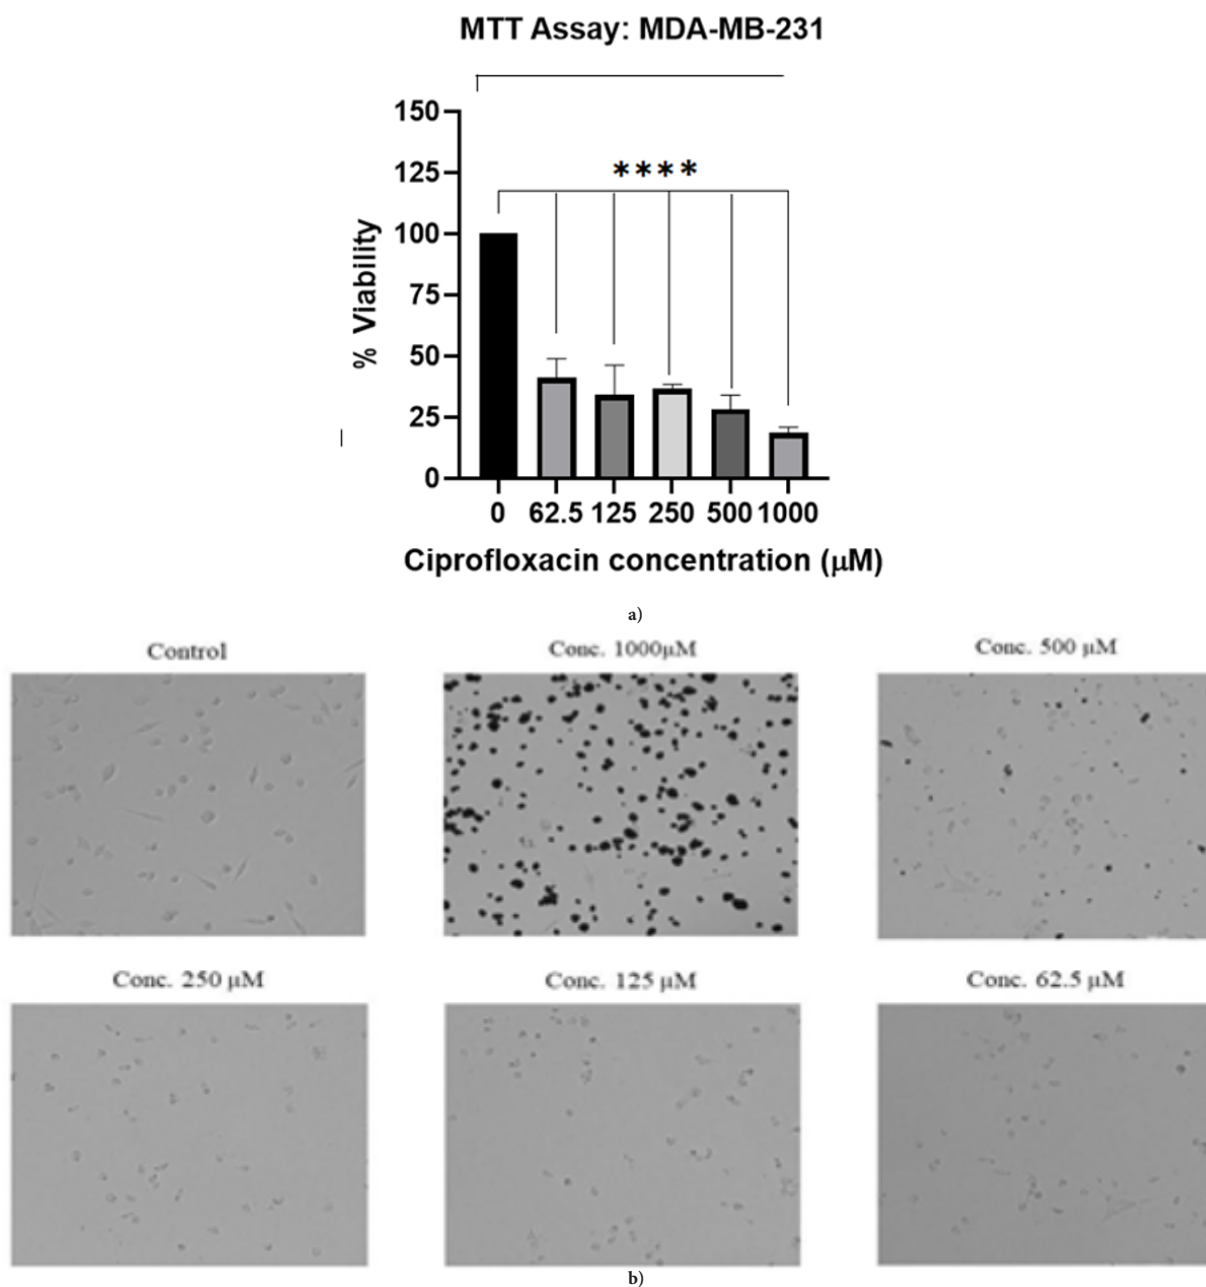 MTT Assay: MDA-MB-231
150
125
100
75
50
25
0
% Viability
****
0 62.5 125 250 500 1000
Ciprofloxacin concentration (μM)
a)
Control
Conc. 1000μM
Conc. 500 μM
Conc. 250 μM
Conc. 125 μM
Conc. 62.5 μM
b)